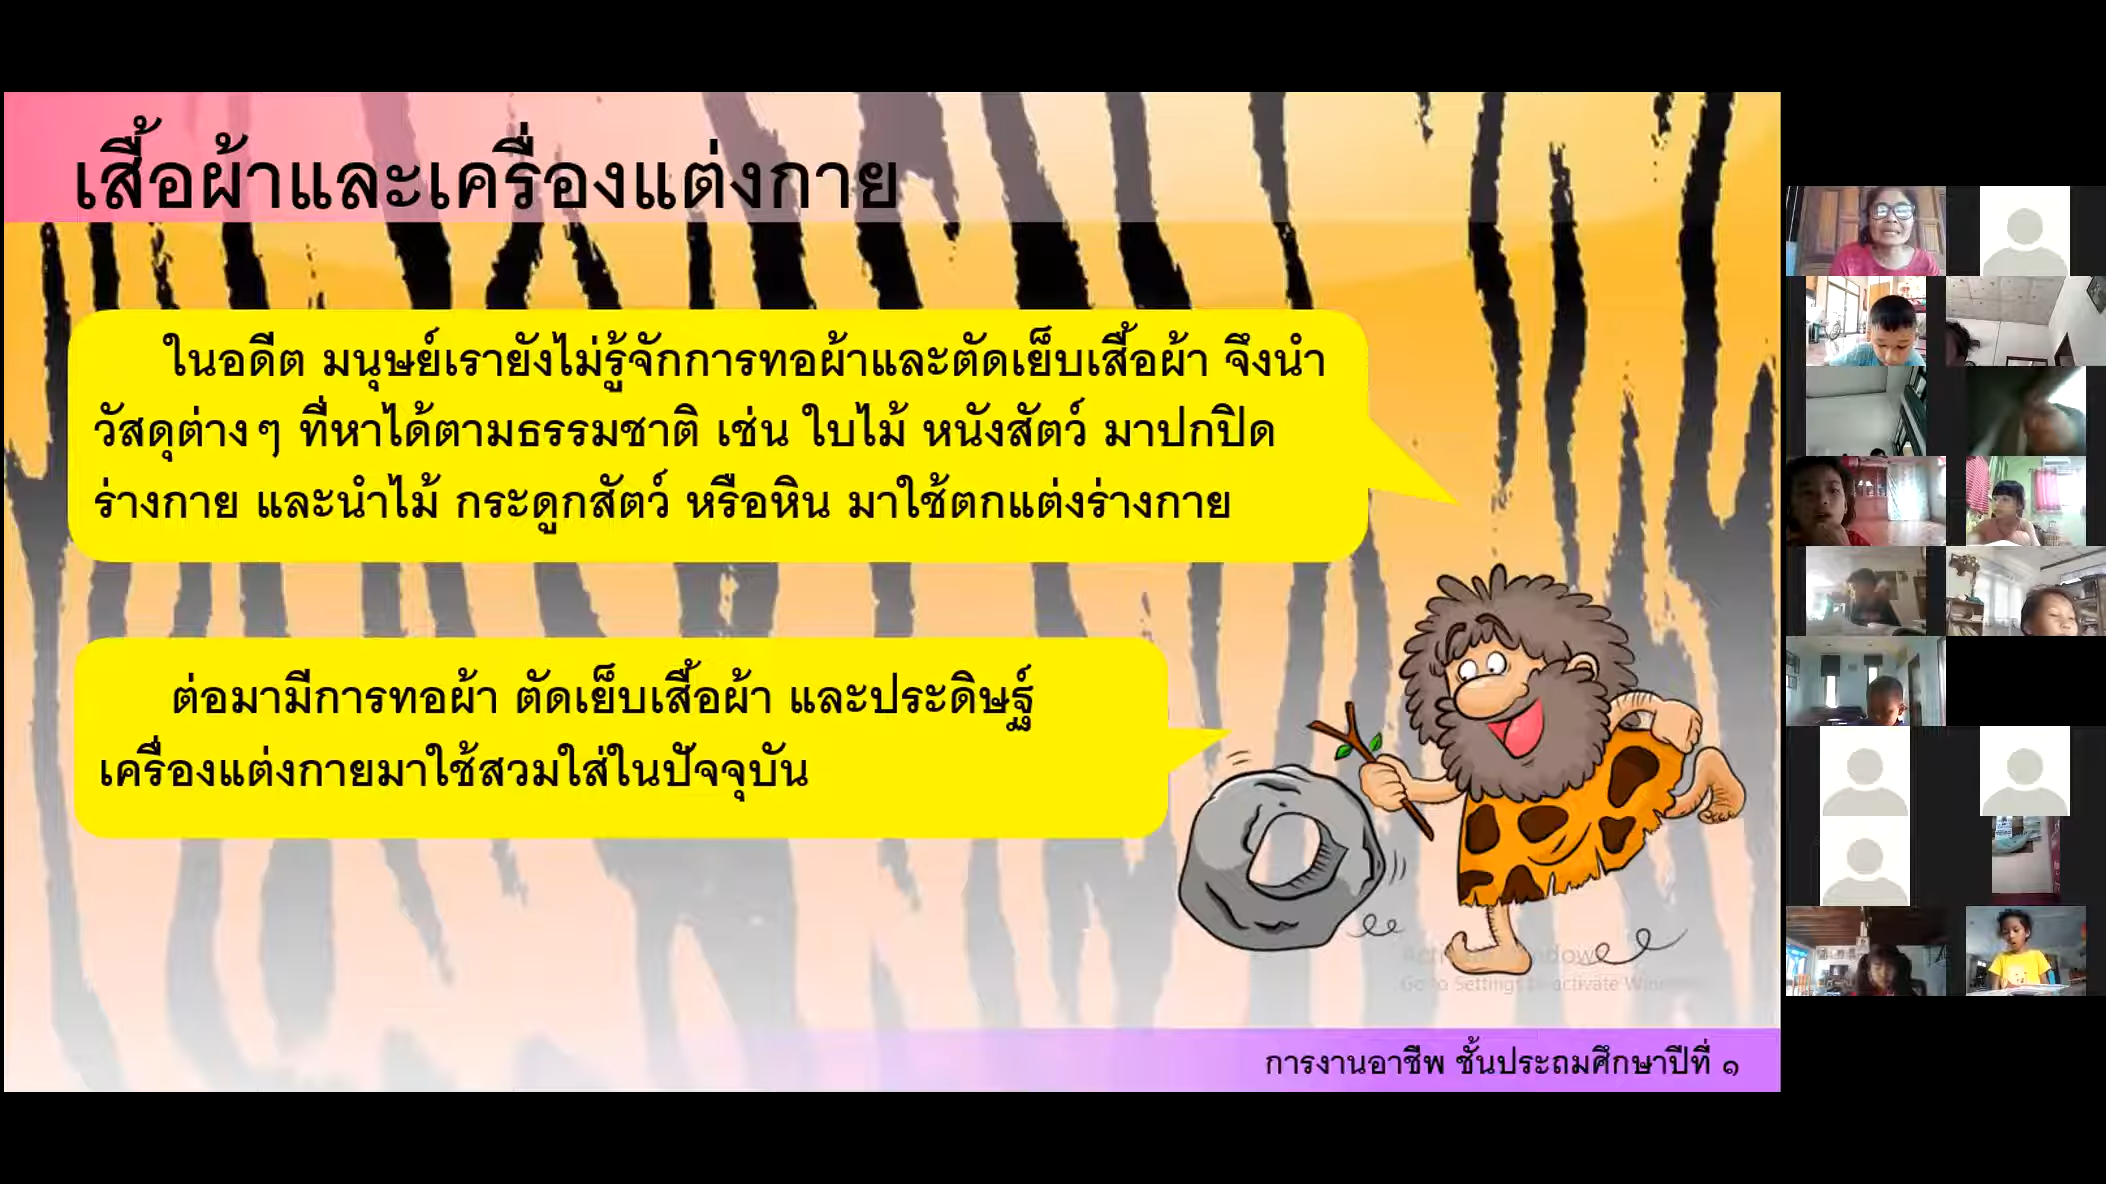 เสื้อผ้าและเครื่องแต่งกาย
ในอดีต มนุษย์เรายังไม่รู้จักการทอผ้าและตัดเย็บเสื้อผ้า จึงนำ
วัสดุต่างๆ ที่หาได้ตามธรรมชาติ เช่น ใบไม้ หนังสัตว์ มาปกปิด
ร่างกาย และนำไม้ กระดูกสัตว์ หรือหิน มาใช้ตกแต่งร่างกาย
ต่อมามีการทอผ้า ตัดเย็บเสื้อผ้า และประดิษฐ์
เครื่องแต่งกายมาใช้สวมใส่ในปัจจุบัน
Activate Windows
Go to Settings to activate Windows.
การงานอาชีพ ชั้นประถมศึกษาปีที่ ๑